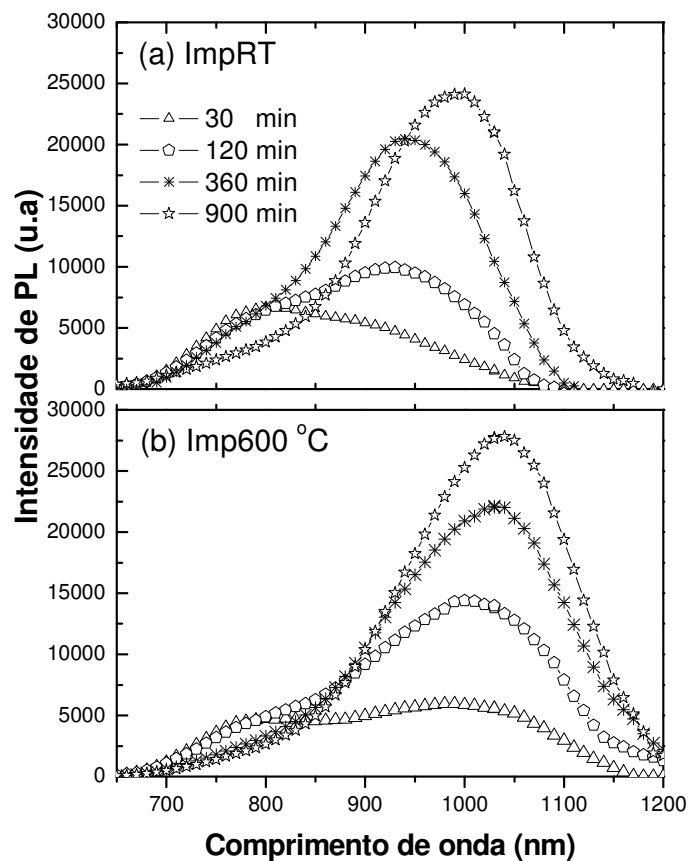 30000
(a) ImpRT
25000
30 min
120 min
20000
360 min
900 min
15000
10000
5000
0
30000
(b) Imp600 °C
25000
20000
15000
10000
5000
0
700 800 900 1000 1100 1200
Intensidade de PL (u.a)
Comprimento de onda (nm)